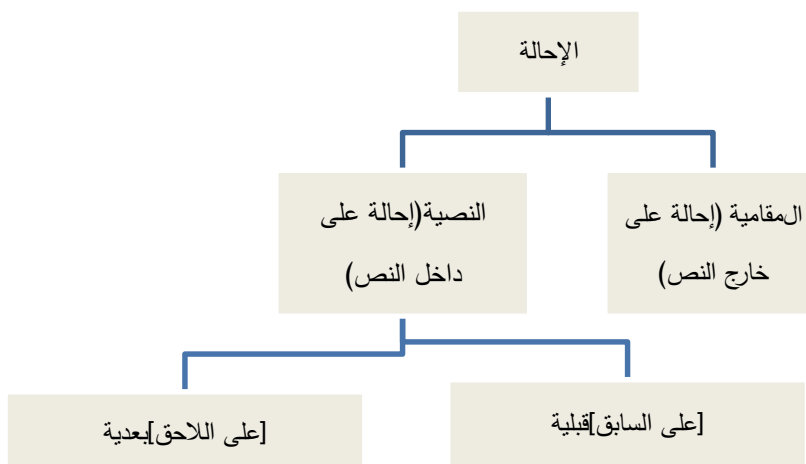 الإحالة
المقامية (إحالة على
خارج النص)
النصية(إحالة على
داخل النص)
[على السابق]قبلية
[على اللاحق]بعدية